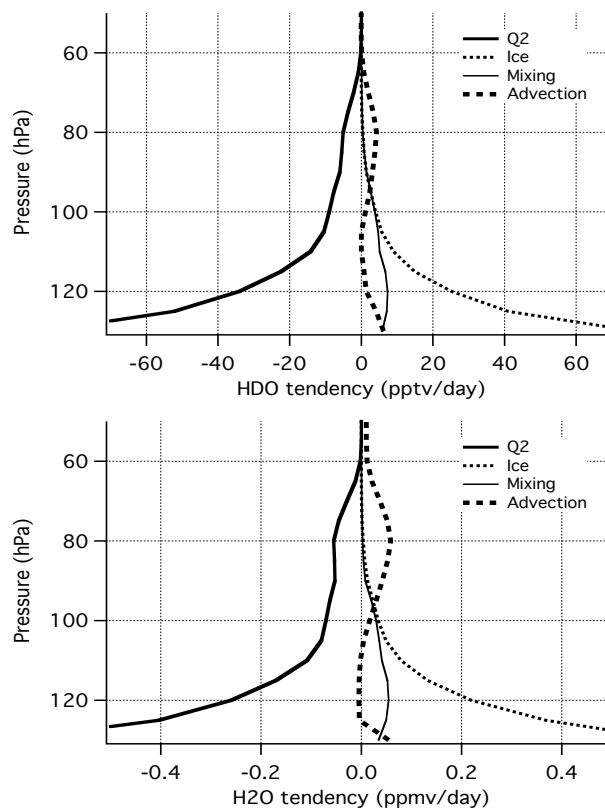 Q2
Ice
Mixing
Advection
60
80
100
120
Pressure (hPa)
-60
-40
-20
0
20
40
60
HDO tendency (pptv/day)
Q2
Ice
Mixing
Advection
60
80
100
120
Pressure (hPa)
-0.4
-0.2
0.0
0.2
0.4
H2O tendency (ppmv/day)